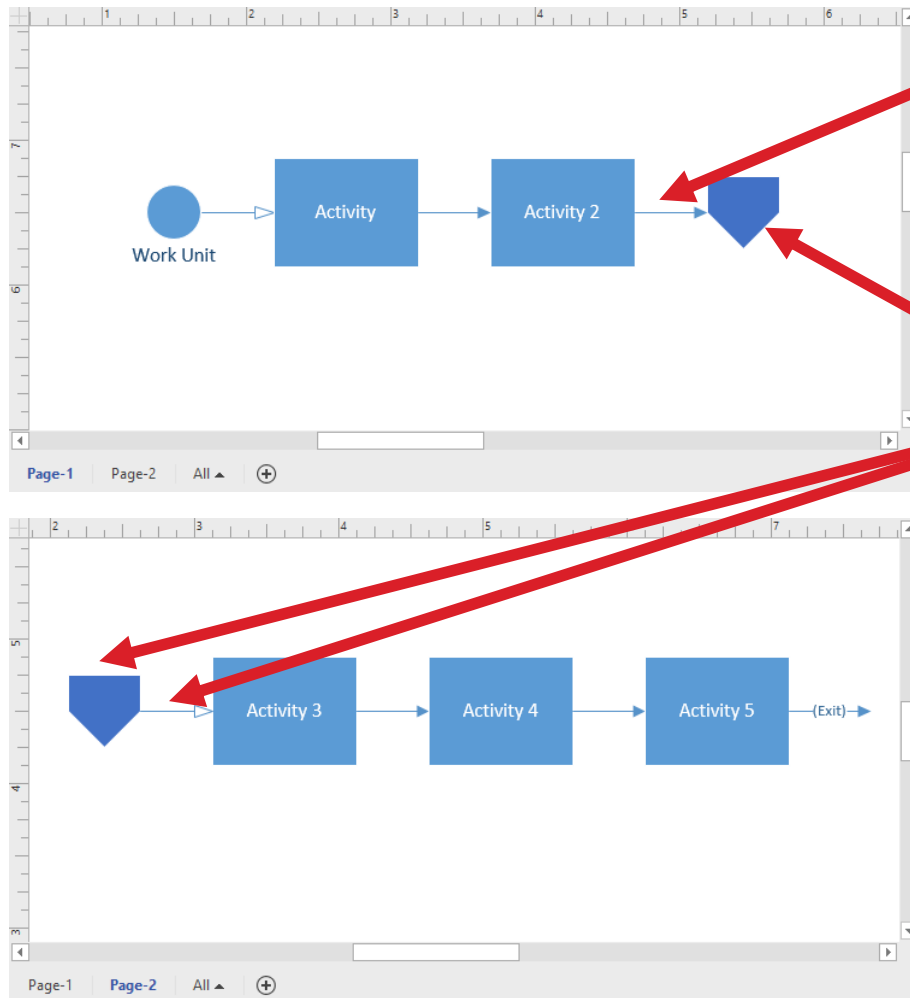 1 2 3 4 5 6
7
Activity
Activity 2
Work Unit
6
Page-1 Page-2 All
2 3 4 5 7
5
Activity 3
Activity 4
Activity 5
(Exit)
4
3
Page-1 Page-2 All